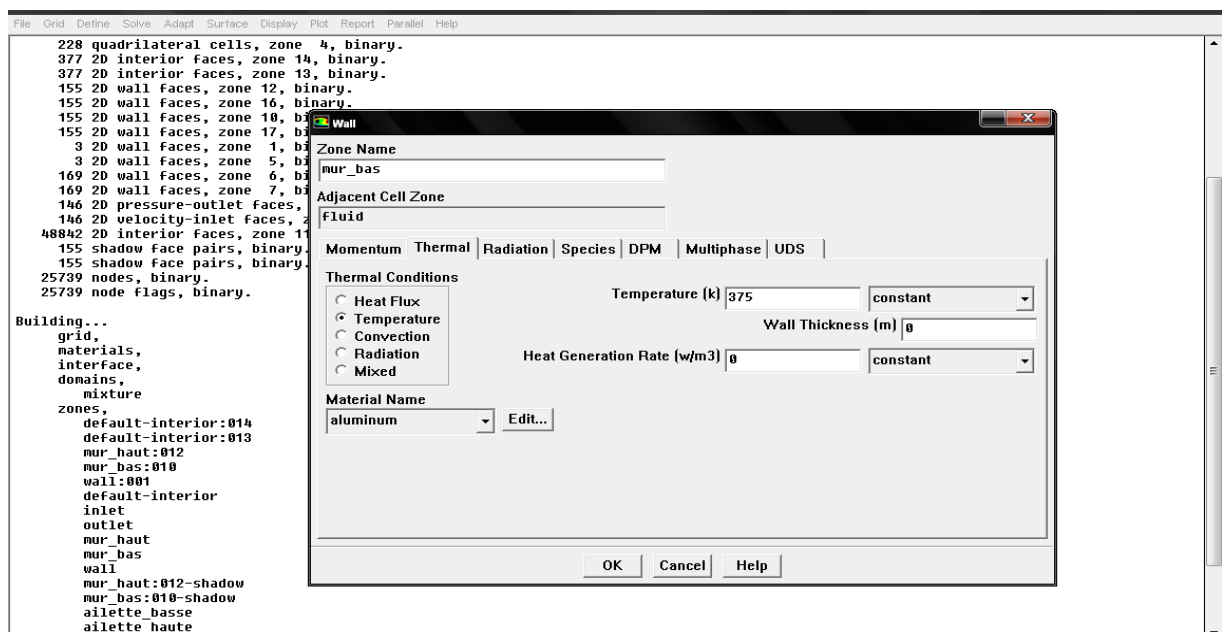 File Grid Define Solve Adapt Surface Display Plot Report Parallel Help
228 quadrilateral cells, zone 4, binary.
377 2D interior faces, zone 14, binary.
377 2D interior faces, zone 13, binary.
155 2D wall faces, zone 12, binary.
155 2D wall faces, zone 16, binary.
155 2D wall faces, zone 10, bi
155 2D wall faces, zone 17, bi
3 2D wall faces, zone 1, bi
3 2D wall faces, zone 5, bi
169 2D wall faces, zone 6, bi
169 2D wall faces, zone 7, bi
146 2D pressure-outlet faces,
146 2D velocity-inlet faces, z
48842 2D interior faces, zone 11
155 shadow face pairs, binary.
155 shadow face pairs, binary.
25739 nodes, binary.
25739 node flags, binary.
Building...
grid,
materials,
interface,
domains,
mixture
zones,
default-interior:014
default-interior:013
mur_haut:012
mur_bas:010
wall:001
default-interior
inlet
outlet
mur_haut
mur_bas
wall
mur_haut:012-shadow
mur_bas:010-shadow
ailette_basse
ailette_haute
Wall
Zone Name
mur_bas
Adjacent Cell Zone
fluid
Momentum Thermal Radiation Species DPM Multiphase UDS
Thermal Conditions
Heat Flux
Temperature
Convection
Radiation
Mixed
Temperature (k) 375 constant
Wall Thickness (m) 0
Heat Generation Rate (w/m3) 0 constant
Material Name
aluminum Edit...
OK Cancel Help